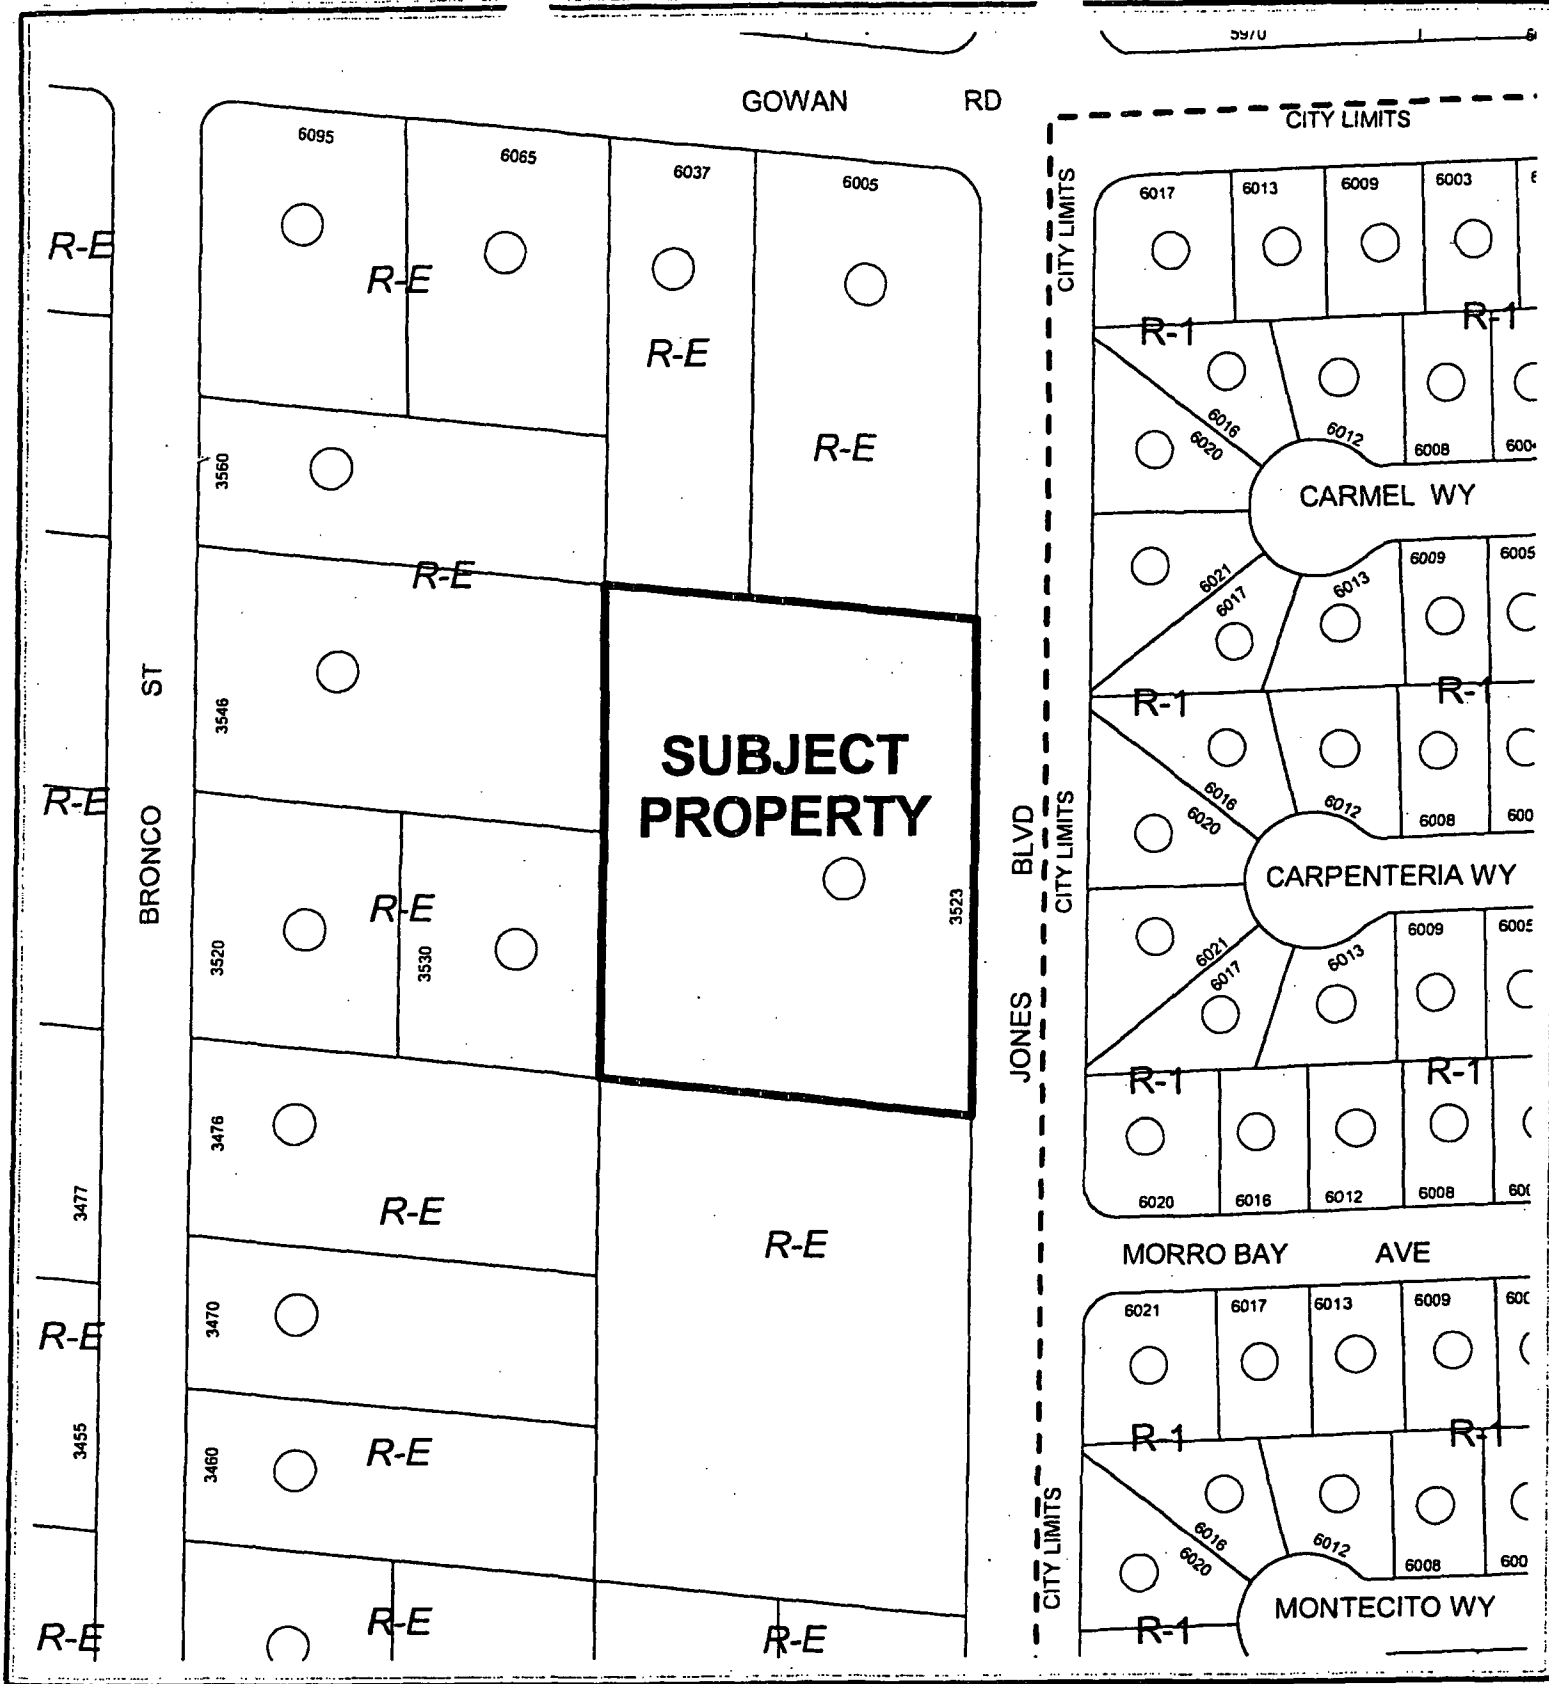 5970
GOWAN RD
CITY LIMITS
6095
6065
6037
6005
CITY LIMITS
6017
6013
6009
6003
R-E
R-E
R-E
R-1
R-1
R-E
3560
6016
6020
6012
6008
CARMEL WY
R-E
6021
6017
6013
6009
6005
3546
BRONCO ST
R-E
SUBJECT
PROPERTY
3523
JONES BLVD
CITY LIMITS
R-1
R-1
6016
6020
6012
6008
CARPENTERIA WY
R-E
3520
3530
6021
6017
6013
6009
6005
R-1
R-1
3476
3477
R-E
R-E
6020
6016
6012
6008
MORRO BAY AVE
6021
6017
6013
6009
3470
R-E
3455
3460
R-E
R-1
R-1
CITY LIMITS
6016
6020
6012
6008
MONTECITO WY
R-E
R-E
R-E
R-1